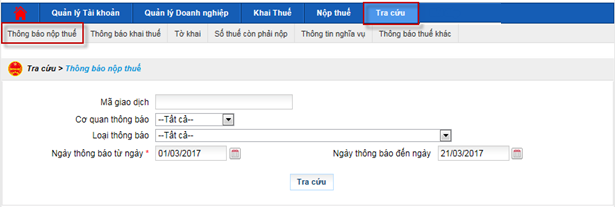 Quản lý Tài khoản Quản lý Doanh nghiệp Khai Thuế Nộp thuế Tra cứu
Thông báo nộp thuế Thông báo khai thuế Tờ khai Số thuế còn phải nộp Thông tin nghĩa vụ Thông báo thuế khác
Tra cứu > Thông báo nộp thuế
Mã giao dịch
Cơ quan thông báo --Tất cả--
Loại thông báo --Tất cả--
Ngày thông báo từ ngày * 01/03/2017 Ngày thông báo đến ngày 21/03/2017
Tra cứu